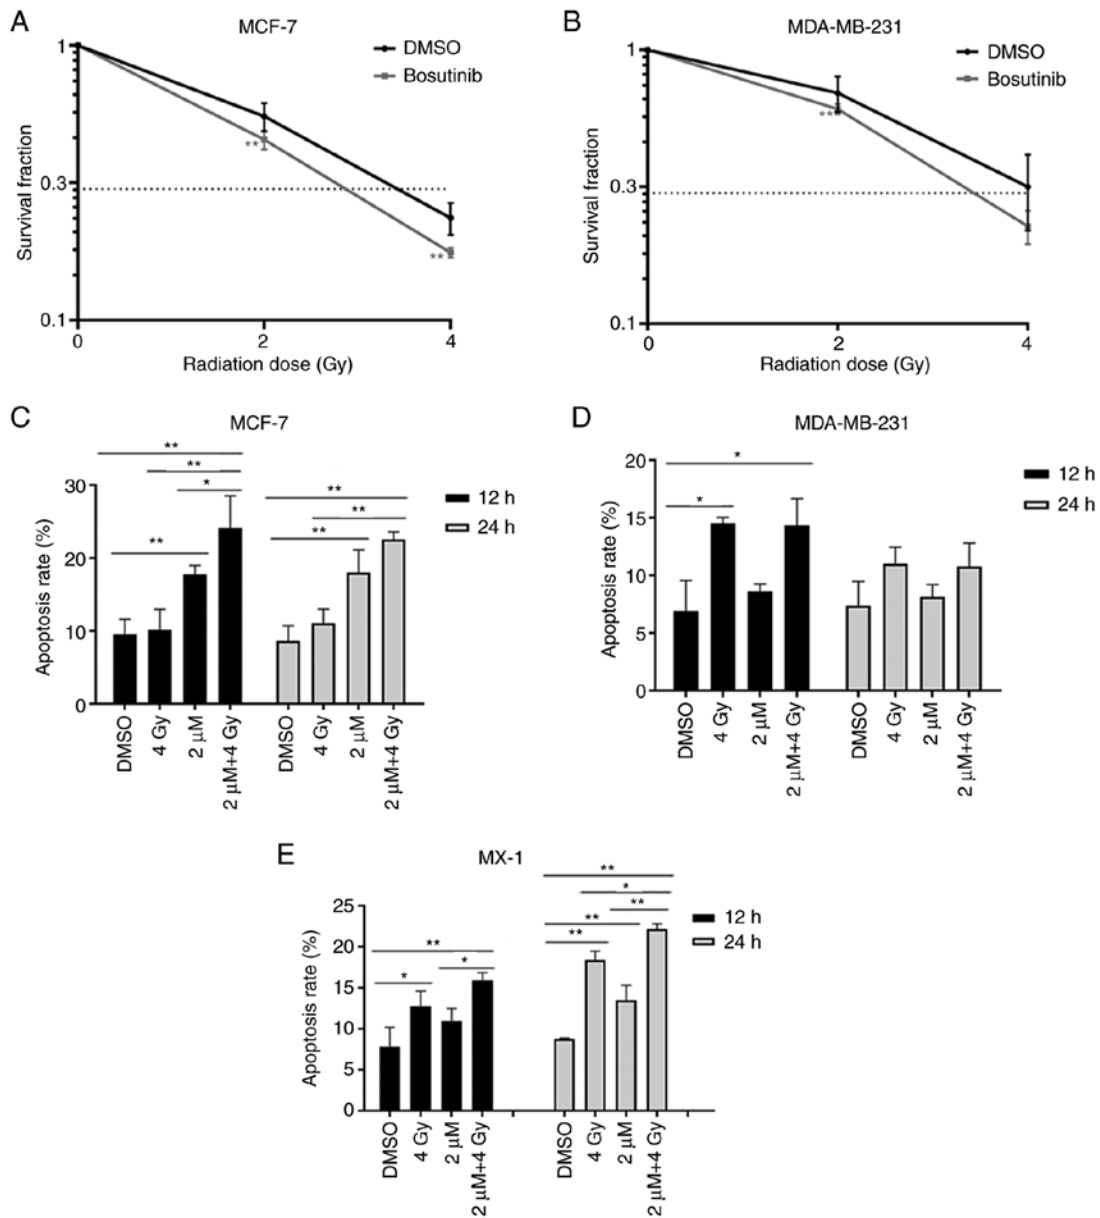 A
MCF-7
DMSO
Bosutinib
Survival fraction
1
0.3
0.1
**
**
0
2
4
Radiation dose (Gy)
B
MDA-MB-231
DMSO
Bosutinib
Survival fraction
1
0.3
0.1
**
0
2
4
Radiation dose (Gy)
C
MCF-7
**
**
*
**
**
**
**
12 h
24 h
Apoptosis rate (%)
30
20
10
0
DMSO
4 Gy
2 µM
2 µM+4 Gy
DMSO
4 Gy
2 µM
2 µM+4 Gy
D
MDA-MB-231
*
*
12 h
24 h
Apoptosis rate (%)
20
15
10
5
0
DMSO
4 Gy
2 µM
2 µM+4 Gy
DMSO
4 Gy
2 µM
2 µM+4 Gy
E
MX-1
**
*
*
**
*
**
**
**
12 h
24 h
Apoptosis rate (%)
25
20
15
10
5
0
DMSO
4 Gy
2 µM
2 µM+4 Gy
DMSO
4 Gy
2 µM
2 µM+4 Gy